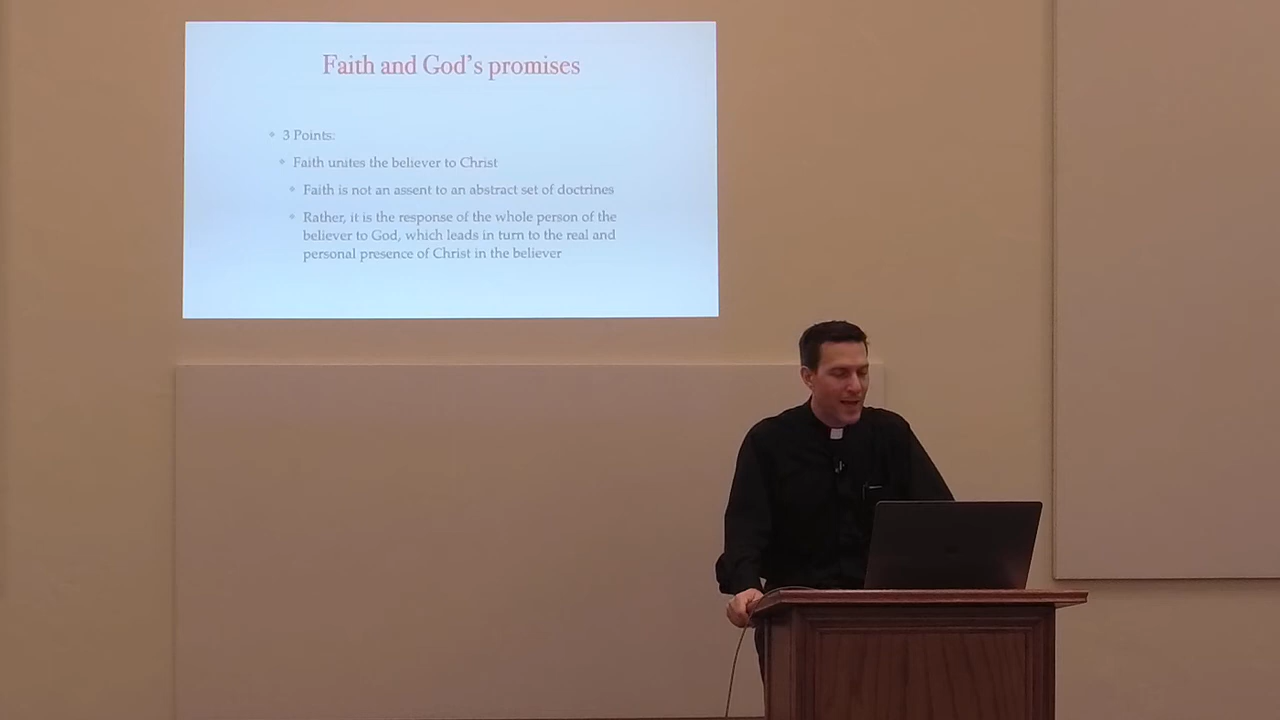 Faith and God's promises
3 Points:
Faith unites the believer to Christ
Faith is not an assent to an abstract set of doctrines
Rather, it is the response of the whole person of the
believer to God, which leads in turn to the real and
personal presence of Christ in the believer